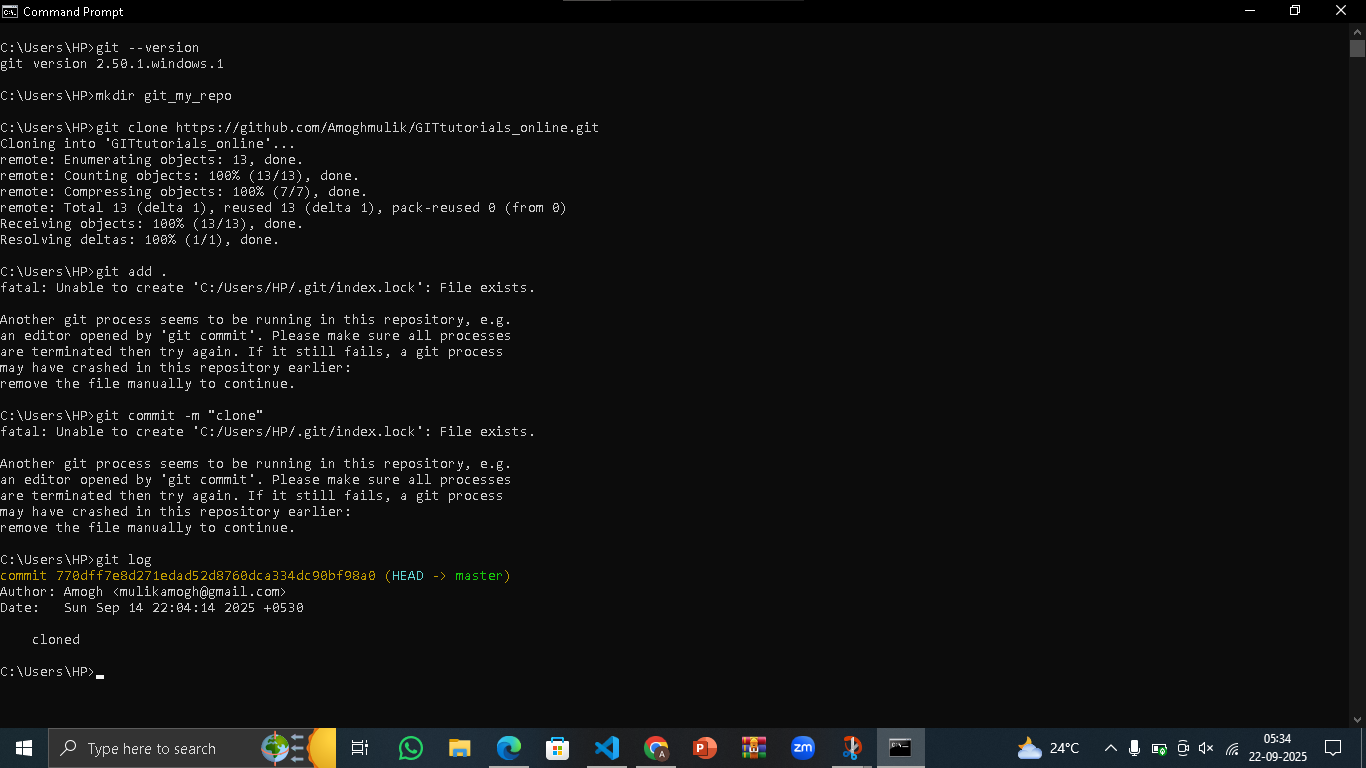 Command Prompt
C:\Users\HP>git --version
git version 2.50.1.windows.1
C:\Users\HP>mkdir git_my_repo
C:\Users\HP>git clone https://github.com/Amoghmulik/GITtutorials_online.git
Cloning into 'GITtutorials_online'...
remote: Enumerating objects: 13, done.
remote: Counting objects: 100% (13/13), done.
remote: Compressing objects: 100% (7/7), done.
remote: Total 13 (delta 1), reused 13 (delta 1), pack-reused 0 (from 0)
Receiving objects: 100% (13/13), done.
Resolving deltas: 100% (1/1), done.
C:\Users\HP>git add .
fatal: Unable to create 'C:/Users/HP/.git/index.lock': File exists.
Another git process seems to be running in this repository, e.g.
an editor opened by 'git commit'. Please make sure all processes
are terminated then try again. If it still fails, a git process
may have crashed in this repository earlier:
remove the file manually to continue.
C:\Users\HP>git commit -m "clone"
fatal: Unable to create 'C:/Users/HP/.git/index.lock': File exists.
Another git process seems to be running in this repository, e.g.
an editor opened by 'git commit'. Please make sure all processes
are terminated then try again. If it still fails, a git process
may have crashed in this repository earlier:
remove the file manually to continue.
C:\Users\HP>git log
commit 770dff7e8d271edad52d8760dca334dc90bf98a0 (HEAD -> master)
Author: Amogh <mulikamogh@gmail.com>
Date:   Sun Sep 14 22:04:14 2025 +0530
cloned
C:\Users\HP>
Type here to search
zm
24°C
05:34
22-09-2025